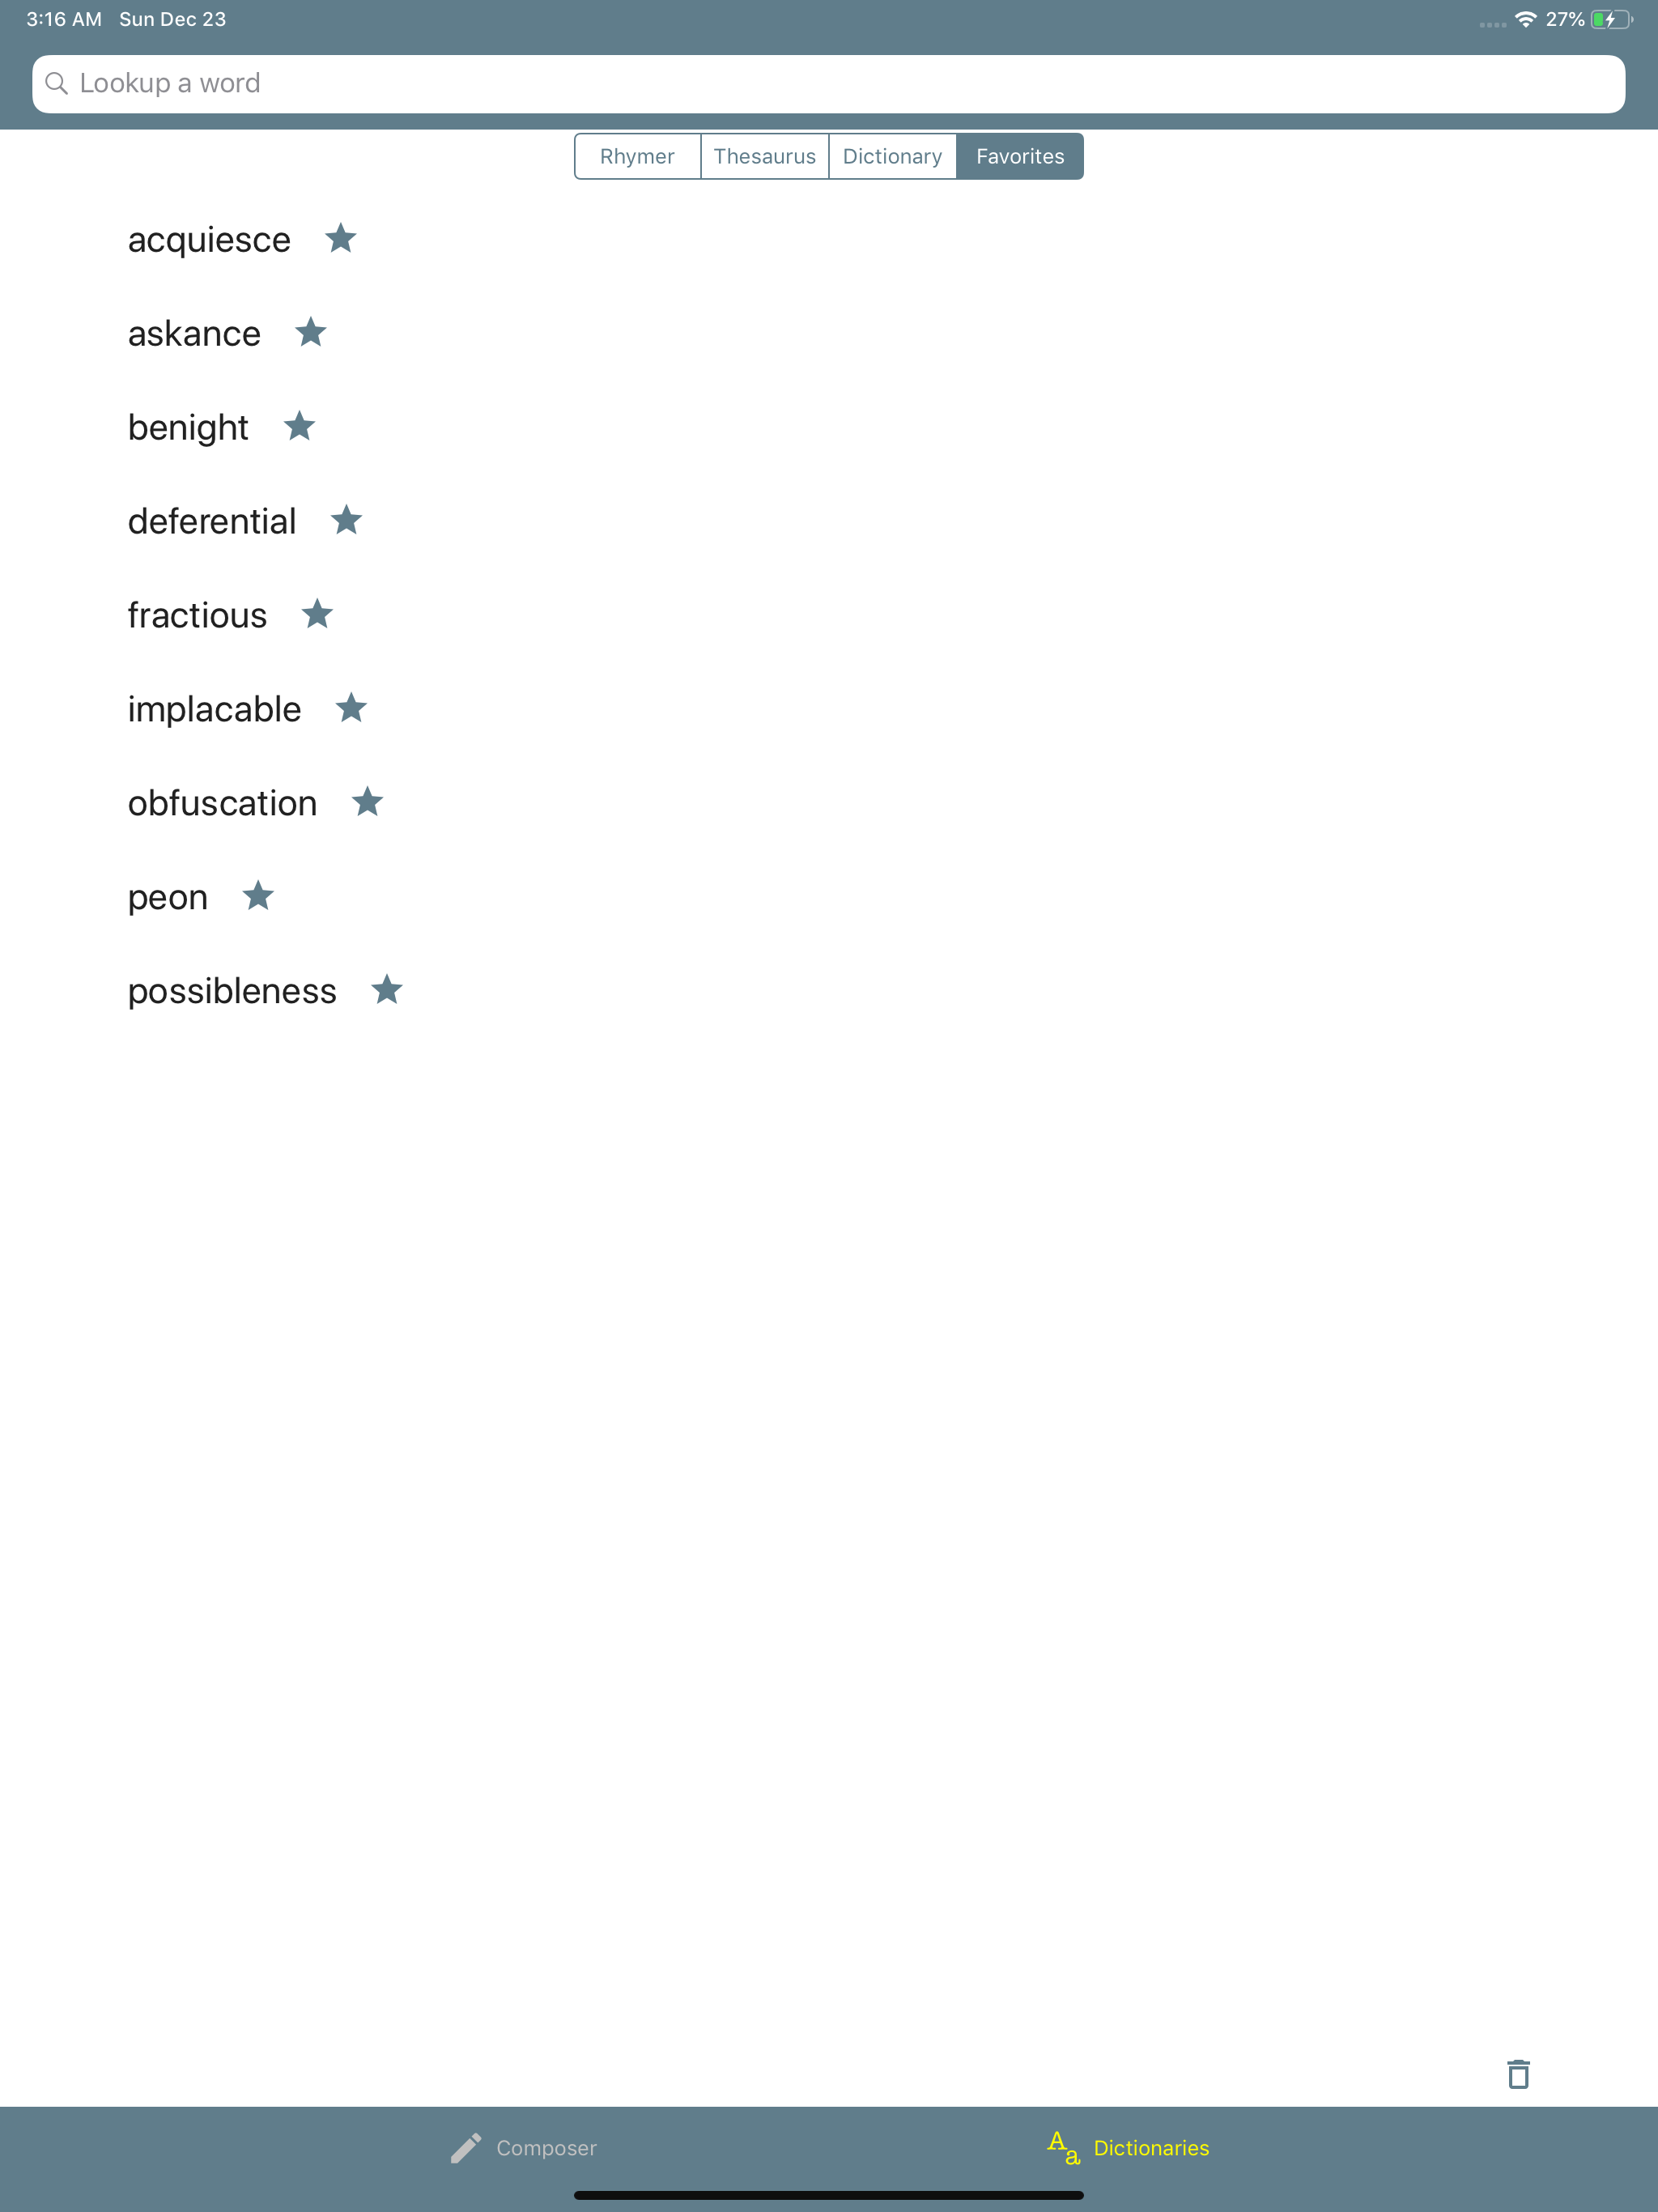 3:16 AM Sun Dec 23 27%
Lookup a word
Rhymer Thesaurus Dictionary Favorites
acquiesce
askance
benight
deferential
fractious
implacable
obfuscation
peon
possibleness
Composer Aa Dictionaries